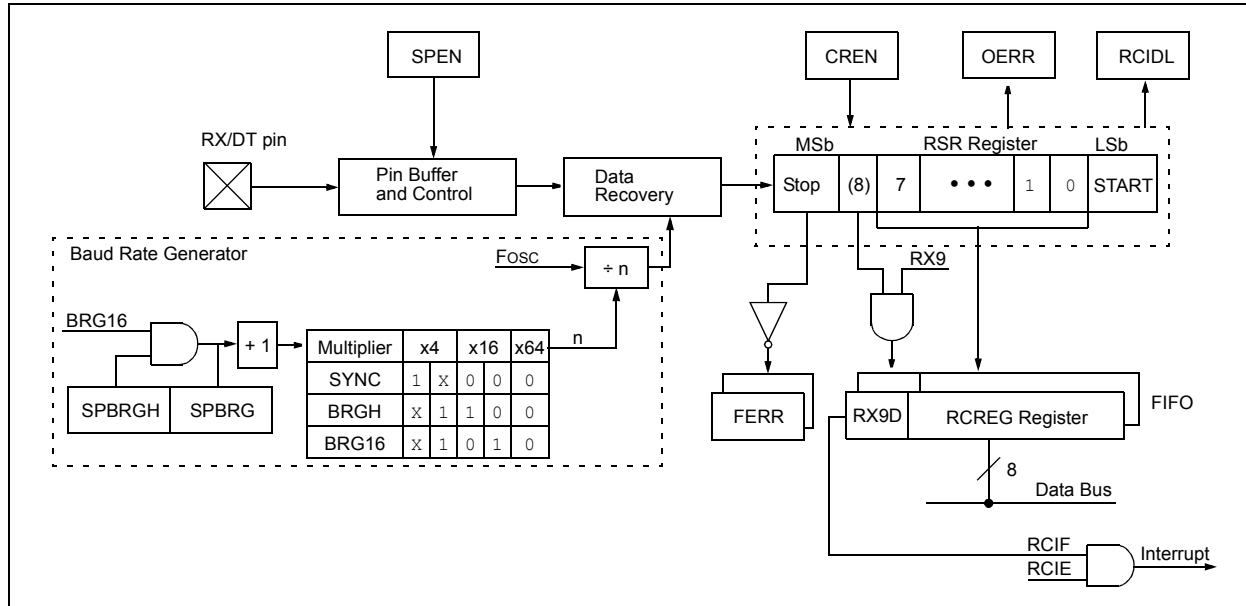 SPEN
CREN
OERR
RCIDL
RX/DT pin
Pin Buffer
and Control
Data
Recovery
MSb
RSR Register
LSb
Stop (8) 7 • • • 1 0 START
Baud Rate Generator
FOSC
÷ n
RX9
BRG16
+ 1
n
SPBRGH SPBRG
Multiplier x4 x16 x64
SYNC 1 X 0 0 0
BRGH X 1 1 0 0
BRG16 X 1 0 1 0
FERR
RX9D RCREG Register
FIFO
8
Data Bus
RCIF
RCIE
Interrupt